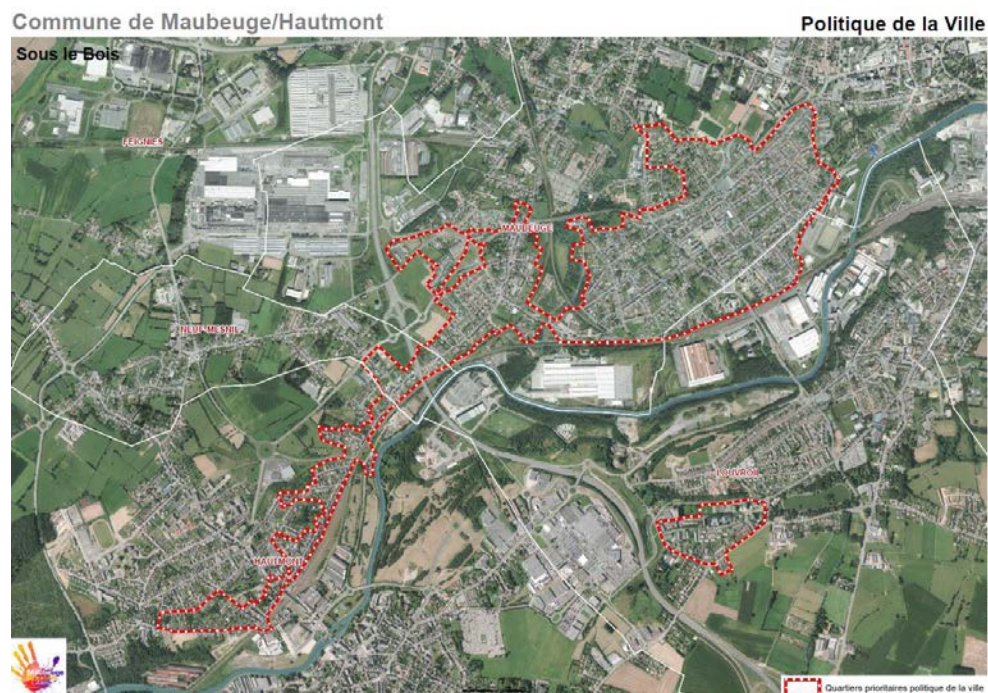 Commune de Maubeuge/Hautmont
Politique de la Ville
Sous le Bois
FEIGNIES
MAUBEUGE
NEUF-MESNIL
LOUVROIL
HAUTMONT
Quartiers prioritaires politique de la ville